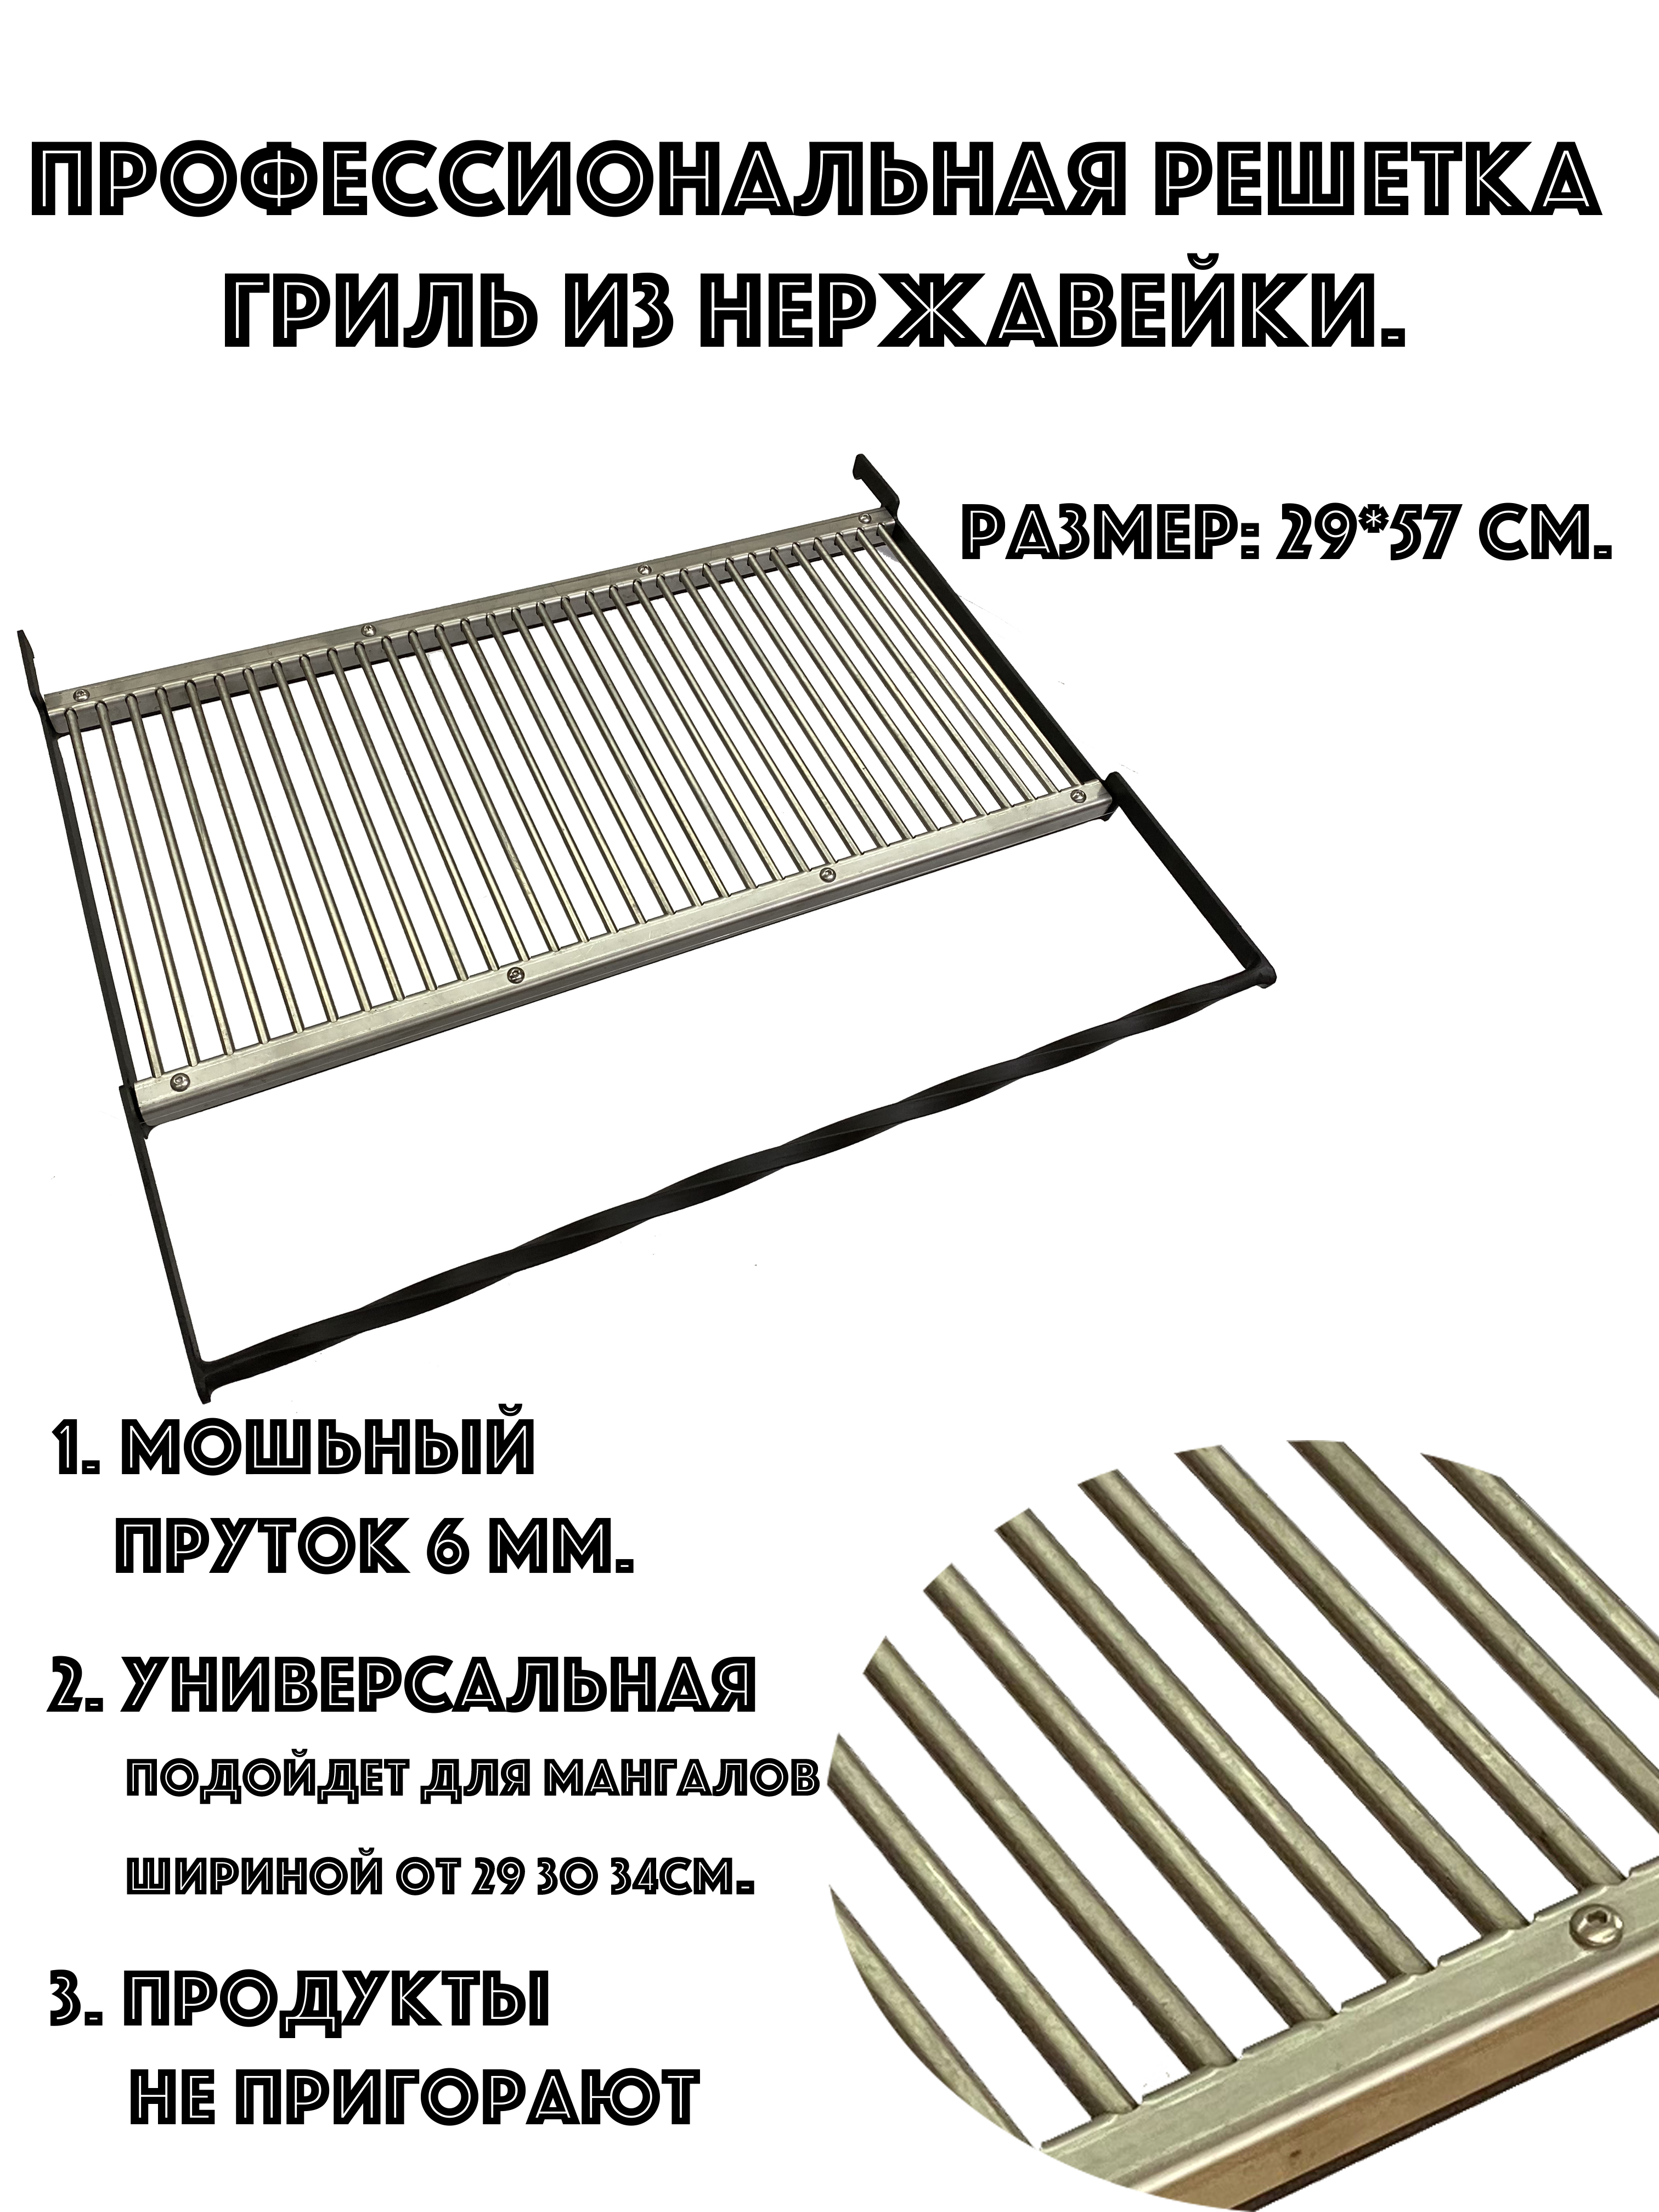 ПРОФЕССИОНАЛЬНАЯ РЕШЕТКА
ГРИЛЬ ИЗ НЕРЖАВЕЙКИ.
РАЗМЕР: 29*57 СМ.
1. МОШЬНЫЙ
ПРУТОК 6 ММ.
2. УНИВЕРСАЛЬНАЯ
ПОДОЙДЕТ ДЛЯ МАНГАЛОВ
ШИРИНОЙ ОТ 29 30 34СМ.
3. ПРОДУКТЫ
НЕ ПРИГОРАЮТ